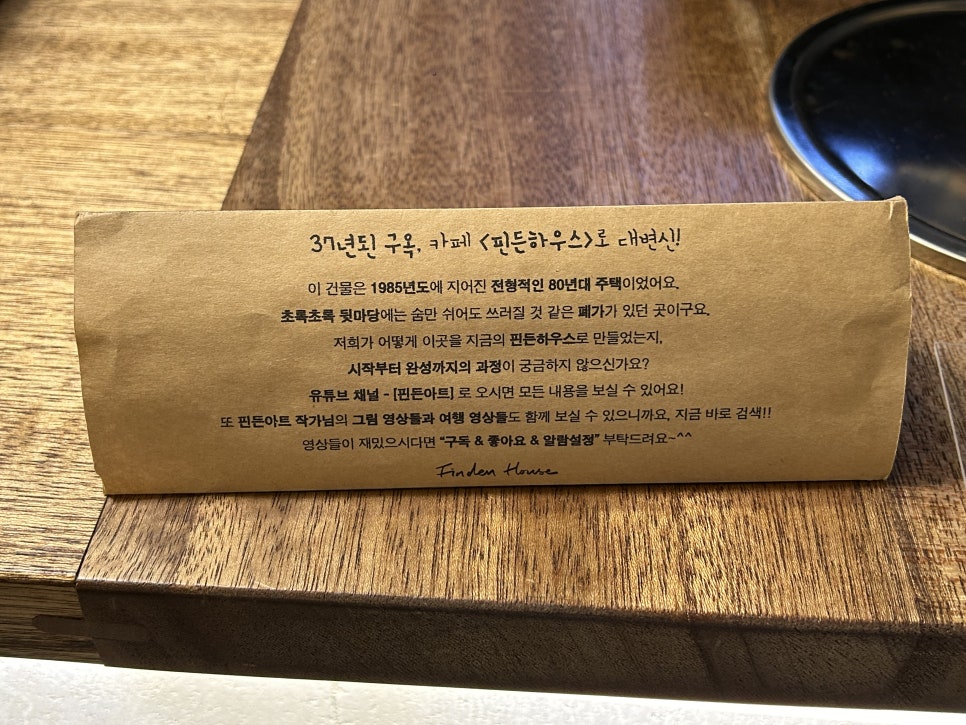 37년된 구옥, 카페 <핀든하우스>로 대변신!
이 건물은 1985년도에 지어진 전형적인 80년대 주택이었어요.
초록초록 뒷마당에는 숨만 쉬어도 쓰러질 것 같은 폐가가 있던 곳이구요.
저희가 어떻게 이곳을 지금의 핀든하우스로 만들었는지,
시작부터 완성까지의 과정이 궁금하지 않으신가요?
유튜브 채널 - [핀든아트] 로 오시면 모든 내용을 보실 수 있어요!
또 핀든아트 작가님의 그림 영상들과 여행 영상들도 함께 보실 수 있으니까요, 지금 바로 검색!!
영상들이 재밌으시다면 “구독 & 좋아요 & 알람설정” 부탁드려요~^^
Finden House